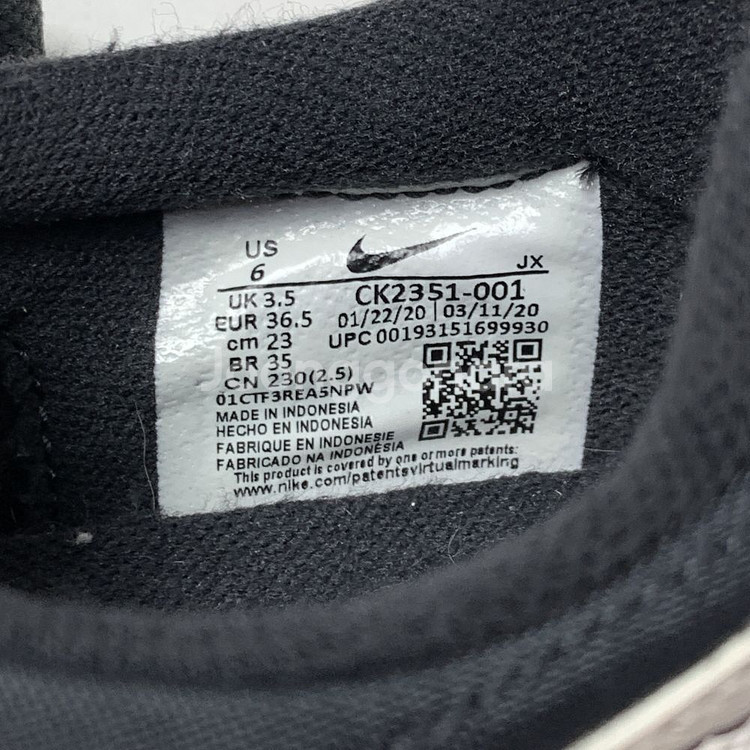 US
6
JX
UK 3.5
CK2351-001
EUR 36.5
01/22/20 | 03/11/20
cm 23
UPC 00193151699930
BR 35
CN 230(2.5)
01CTF3REA5NPW
MADE IN INDONESIA
HECHO EN INDONESIA
FABRIQUE EN INDONESIE
FABRICADO NA INDONÉSIA
This product is covered by one or more patents:
www.nike.com/patentsvirtualmarking